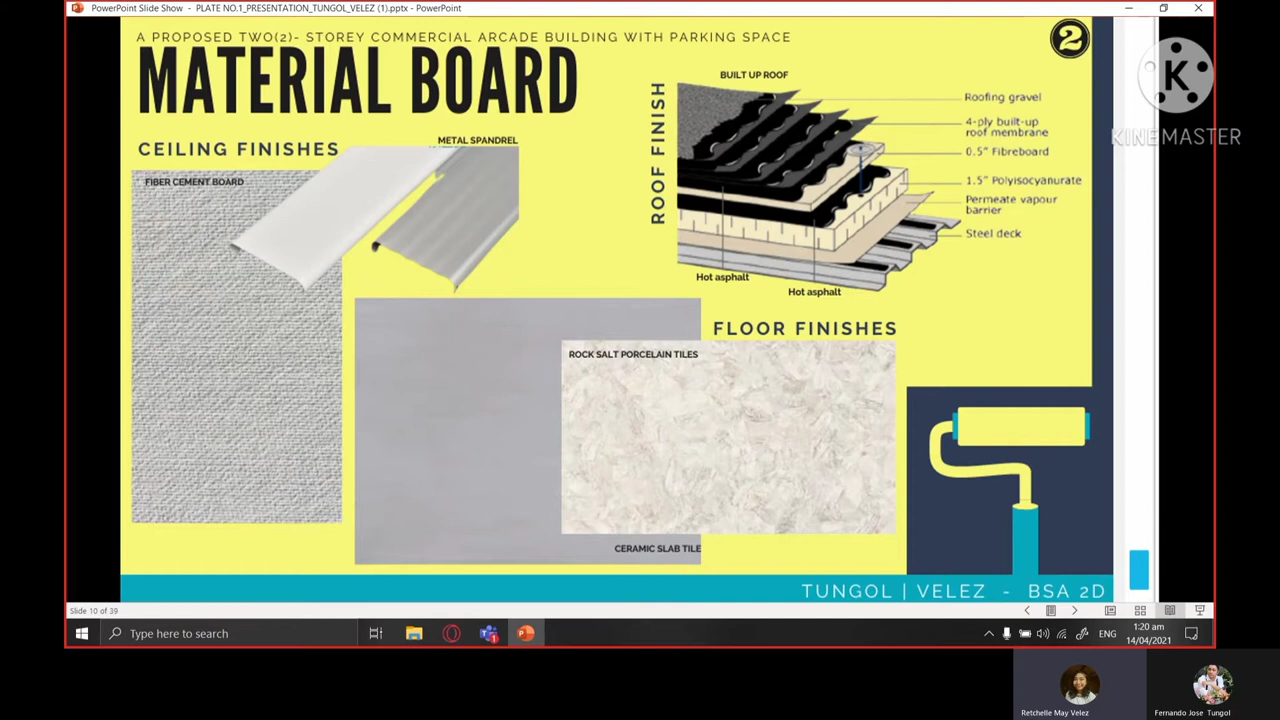 PowerPoint Slide Show - PLATE NO.1_PRESENTATION_TUNGOL_VELEZ (1).pptx - PowerPoint
A PROPOSED TWO(2)- STOREY COMMERCIAL ARCADE BUILDING WITH PARKING SPACE
2
MATERIAL BOARD
K
KINEMASTER
CEILING FINISHES
METAL SPANDREL
FIBER CEMENT BOARD
ROOF FINISH
BUILT UP ROOF
Roofing gravel
4-ply built-up
roof membrane
0.5" Fibreboard
1.5" Polyisocyanurate
Permeate vapour
barrier
Steel deck
Hot asphalt
Hot asphalt
FLOOR FINISHES
ROCK SALT PORCELAIN TILES
CERAMIC SLAB TILE
TUNGOL | VELEZ - BSA 2D
Slide 10 of 39
Type here to search
1
ENG
1:20 am
14/04/2021
Retchelle May Velez
Fernando Jose Tungol